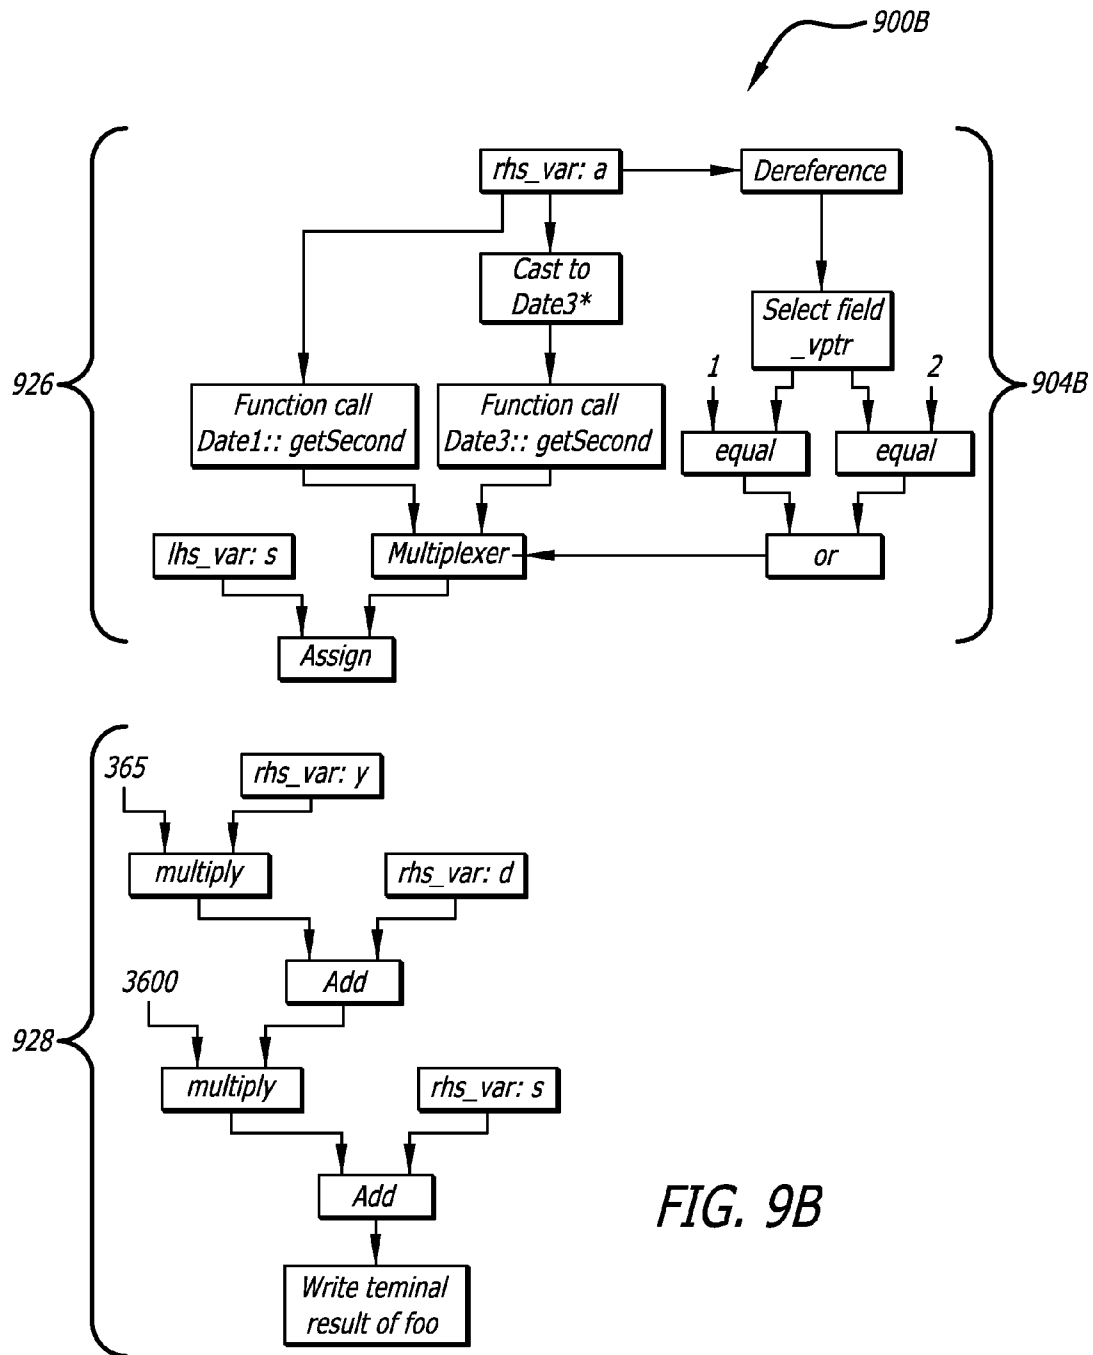 900B
rhs_var: a
Dereference
Cast to
Date3*
Select field
_vptr
926
1
2
904B
Function call
Date1:: getSecond
Function call
Date3:: getSecond
equal
equal
lhs_var: s
Multiplexer
or
Assign
365
rhs_var: y
multiply
rhs_var: d
3600
Add
928
multiply
rhs_var: s
Add
FIG. 9B
Write teminal
result of foo